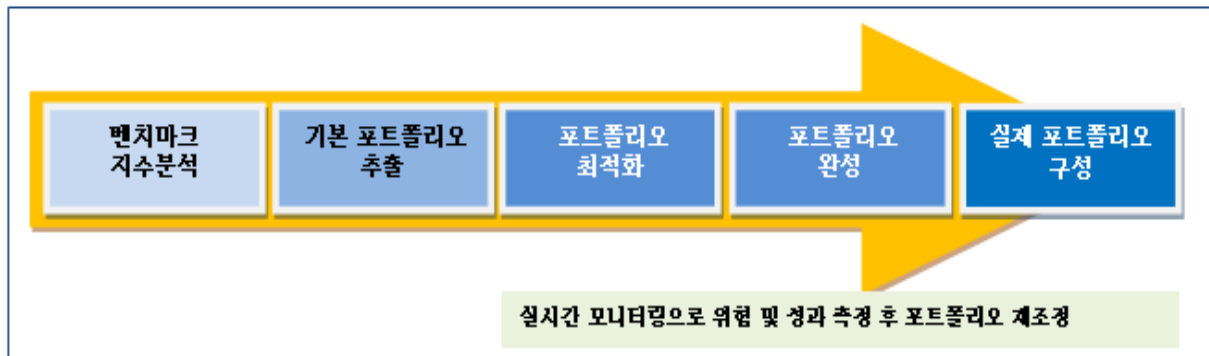 벤치마크
지수분석
기본 포트폴리오
추출
포트폴리오
최적화
포트폴리오
완성
실제 포트폴리오
구성
실시간 모니터링으로 위험 및 성과 측정 후 포트폴리오 재조정